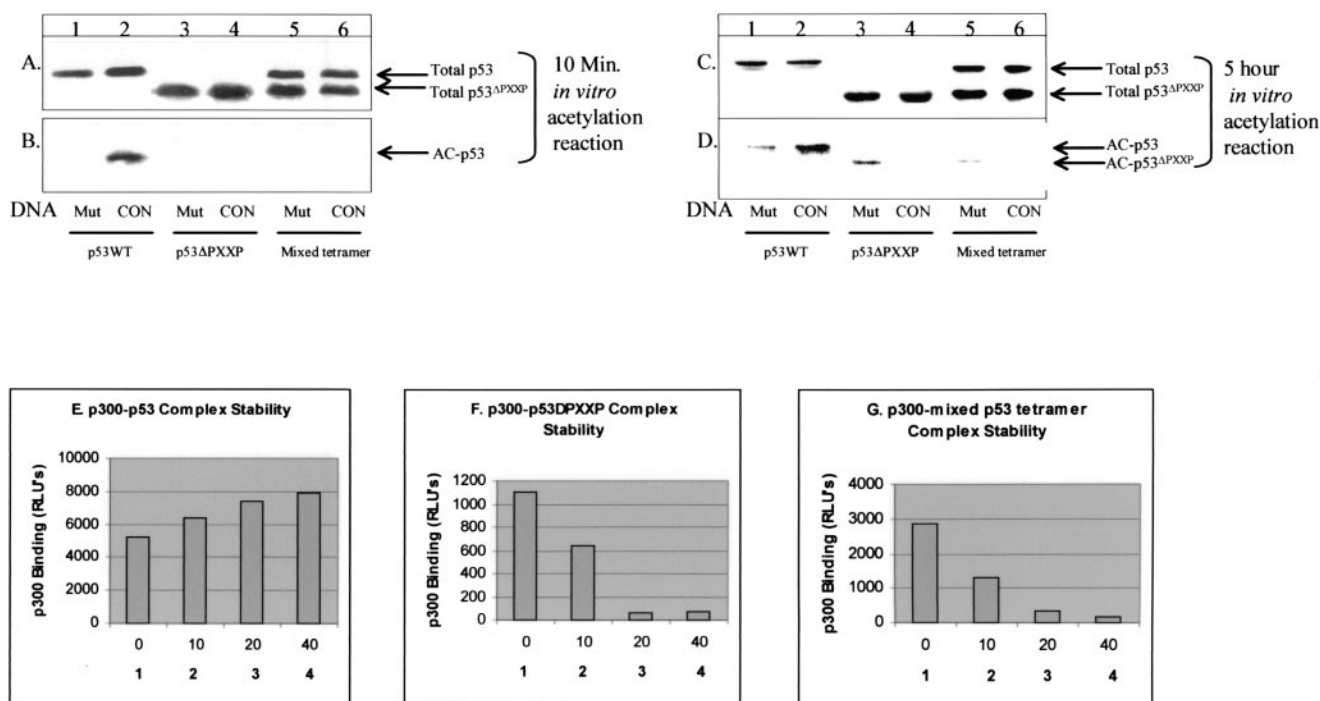 1 2 3 4 5 6
A.
Total p53
Total p53ΔPXXP
B.
AC-p53
10 Min.
in vitro
acetylation
reaction
DNA Mut CON Mut CON Mut CON
p53WT p53ΔPXXP Mixed tetramer
1 2 3 4 5 6
C.
Total p53
Total p53ΔPXXP
D.
AC-p53
AC-p53ΔPXXP
5 hour
in vitro
acetylation
reaction
DNA Mut CON Mut CON Mut CON
p53WT p53ΔPXXP Mixed tetramer
E. p300-p53 Complex Stability
p300 Binding (RLU's)
10000
8000
6000
4000
2000
0
0 10 20 40
1 2 3 4
F. p300-p53DPXXP Complex
Stability
p300 Binding (RLU's)
1200
1000
800
600
400
200
0
0 10 20 40
1 2 3 4
G. p300-mixed p53 tetramer
Complex Stability
p300 Binding (RLU's)
4000
3000
2000
1000
0
0 10 20 40
1 2 3 4